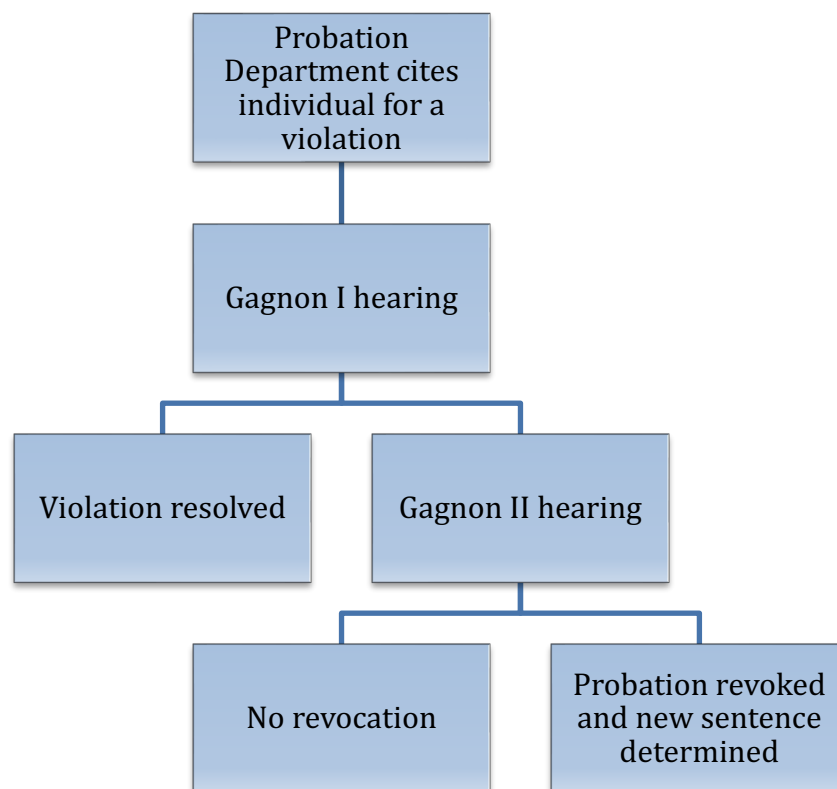 Probation
Department cites
individual for a
violation
Gagnon I hearing
Violation resolved
Gagnon II hearing
No revocation
Probation revoked
and new sentence
determined